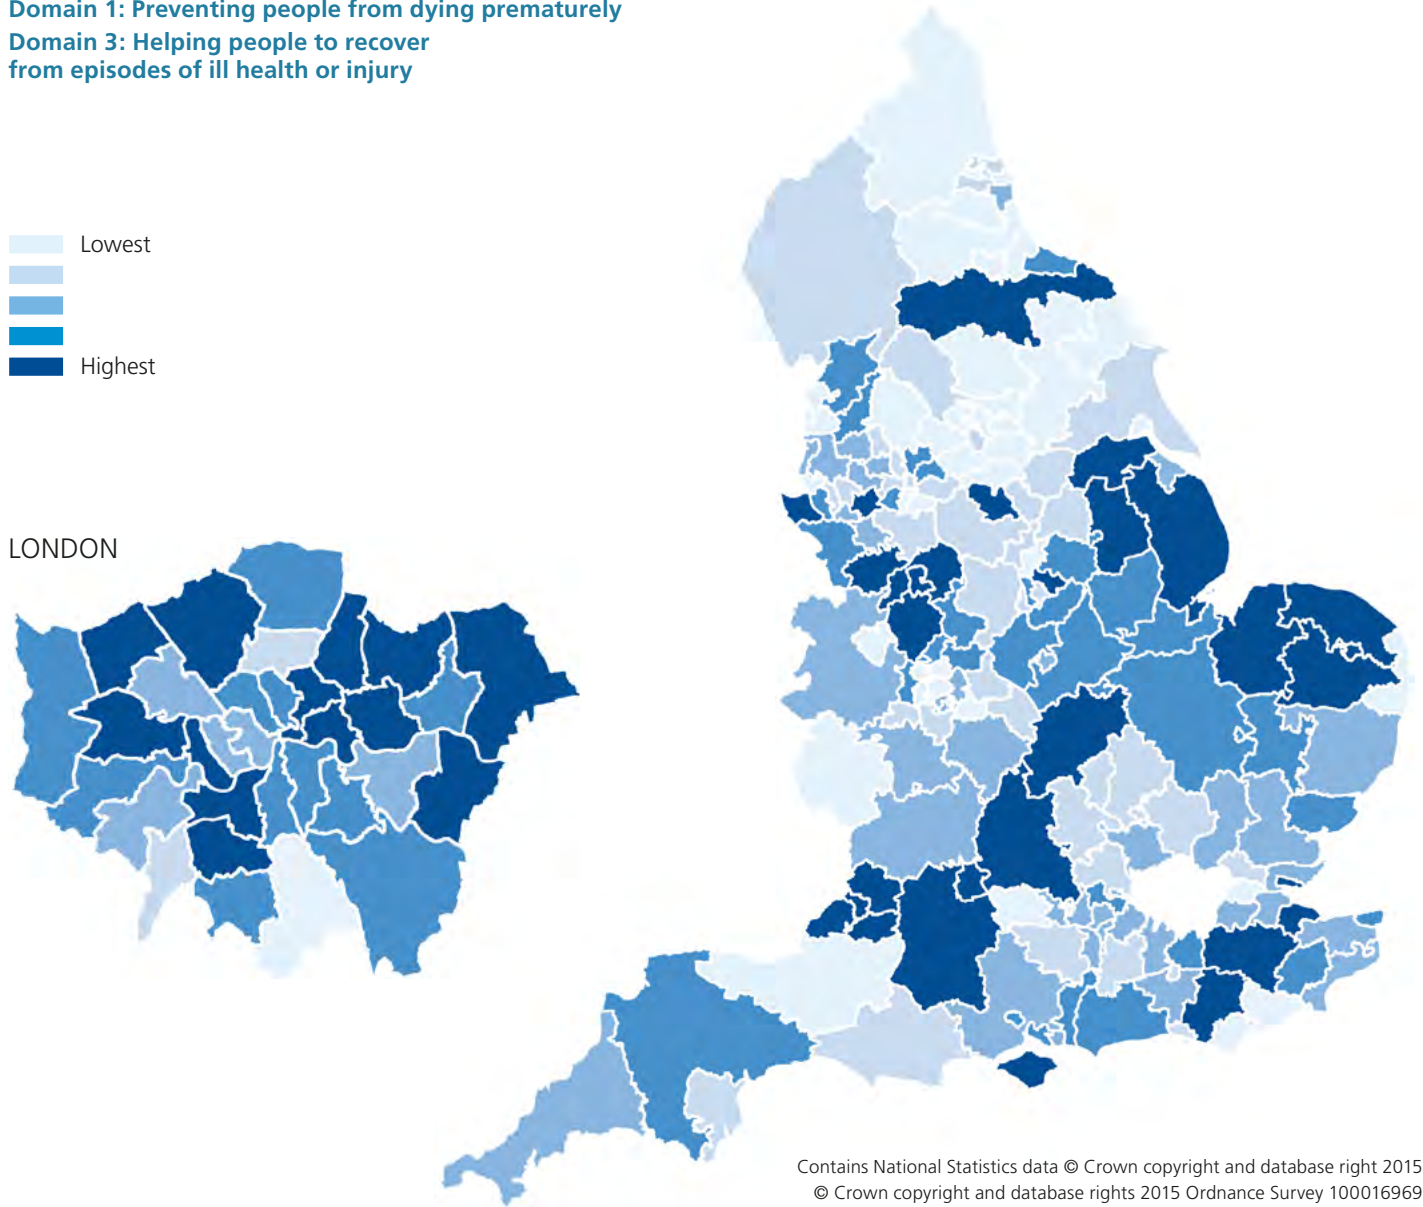 Domain 1: Preventing people from dying prematurely
Domain 3: Helping people to recover
from episodes of ill health or injury
Lowest
Highest
LONDON
Contains National Statistics data © Crown copyright and database right 2015
© Crown copyright and database rights 2015 Ordnance Survey 100016969